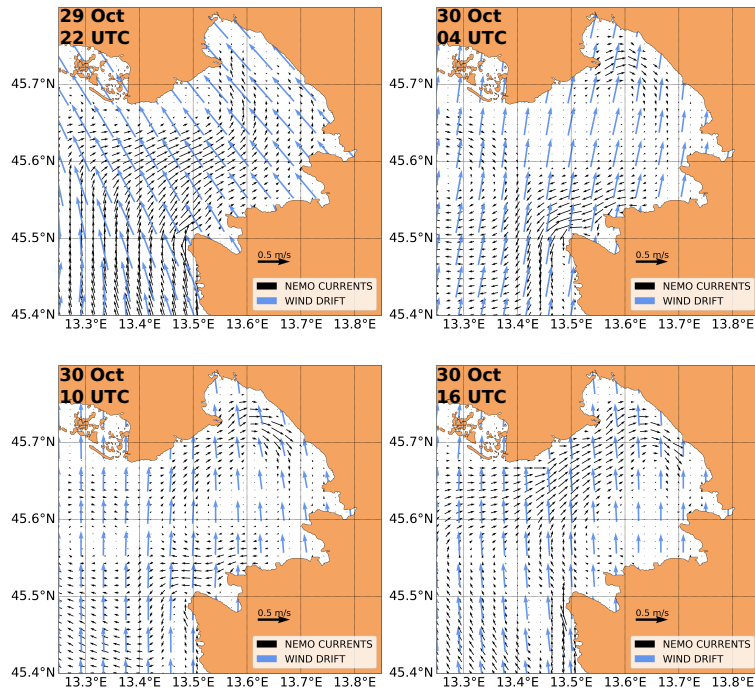 29 Oct
22 UTC
45.7°N
45.6°N
45.5°N
45.4°N
13.3°E 13.4°E 13.5°E 13.6°E 13.7°E 13.8°E
0.5 m/s
NEMO CURRENTS
WIND DRIFT
30 Oct
04 UTC
45.7°N
45.6°N
45.5°N
45.4°N
13.3°E 13.4°E 13.5°E 13.6°E 13.7°E 13.8°E
0.5 m/s
NEMO CURRENTS
WIND DRIFT
30 Oct
10 UTC
45.7°N
45.6°N
45.5°N
45.4°N
13.3°E 13.4°E 13.5°E 13.6°E 13.7°E 13.8°E
0.5 m/s
NEMO CURRENTS
WIND DRIFT
30 Oct
16 UTC
45.7°N
45.6°N
45.5°N
45.4°N
13.3°E 13.4°E 13.5°E 13.6°E 13.7°E 13.8°E
0.5 m/s
NEMO CURRENTS
WIND DRIFT